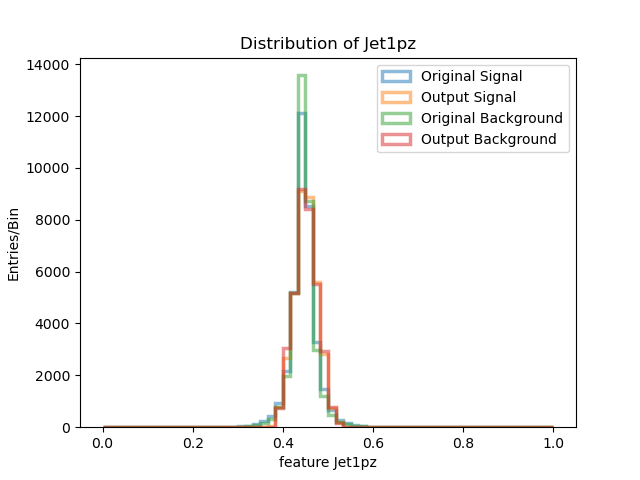 Distribution of Jet1pz
14000
12000
10000
8000
6000
4000
2000
0
Entries/Bin
Original Signal
Output Signal
Original Background
Output Background
0.0 0.2 0.4 0.6 0.8 1.0
feature Jet1pz